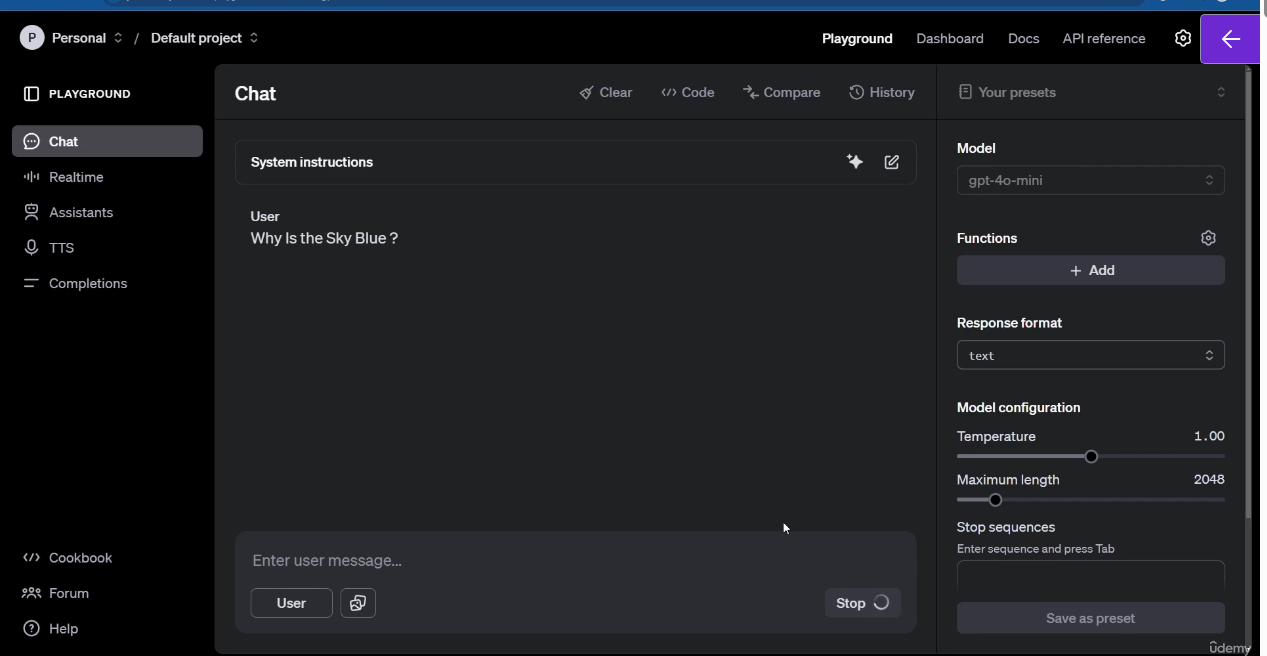 P Personal / Default project
Playground Dashboard Docs API reference
PLAYGROUND
Chat
Realtime
Assistants
TTS
Completions
Cookbook
Forum
Help
Chat
Clear Code Compare History
System instructions
User
Why Is the Sky Blue ?
Enter user message...
User
Stop
Your presets
Model
gpt-4o-mini
Functions
+ Add
Response format
text
Model configuration
Temperature 1.00
Maximum length 2048
Stop sequences
Enter sequence and press Tab
Save as preset
ûdemy